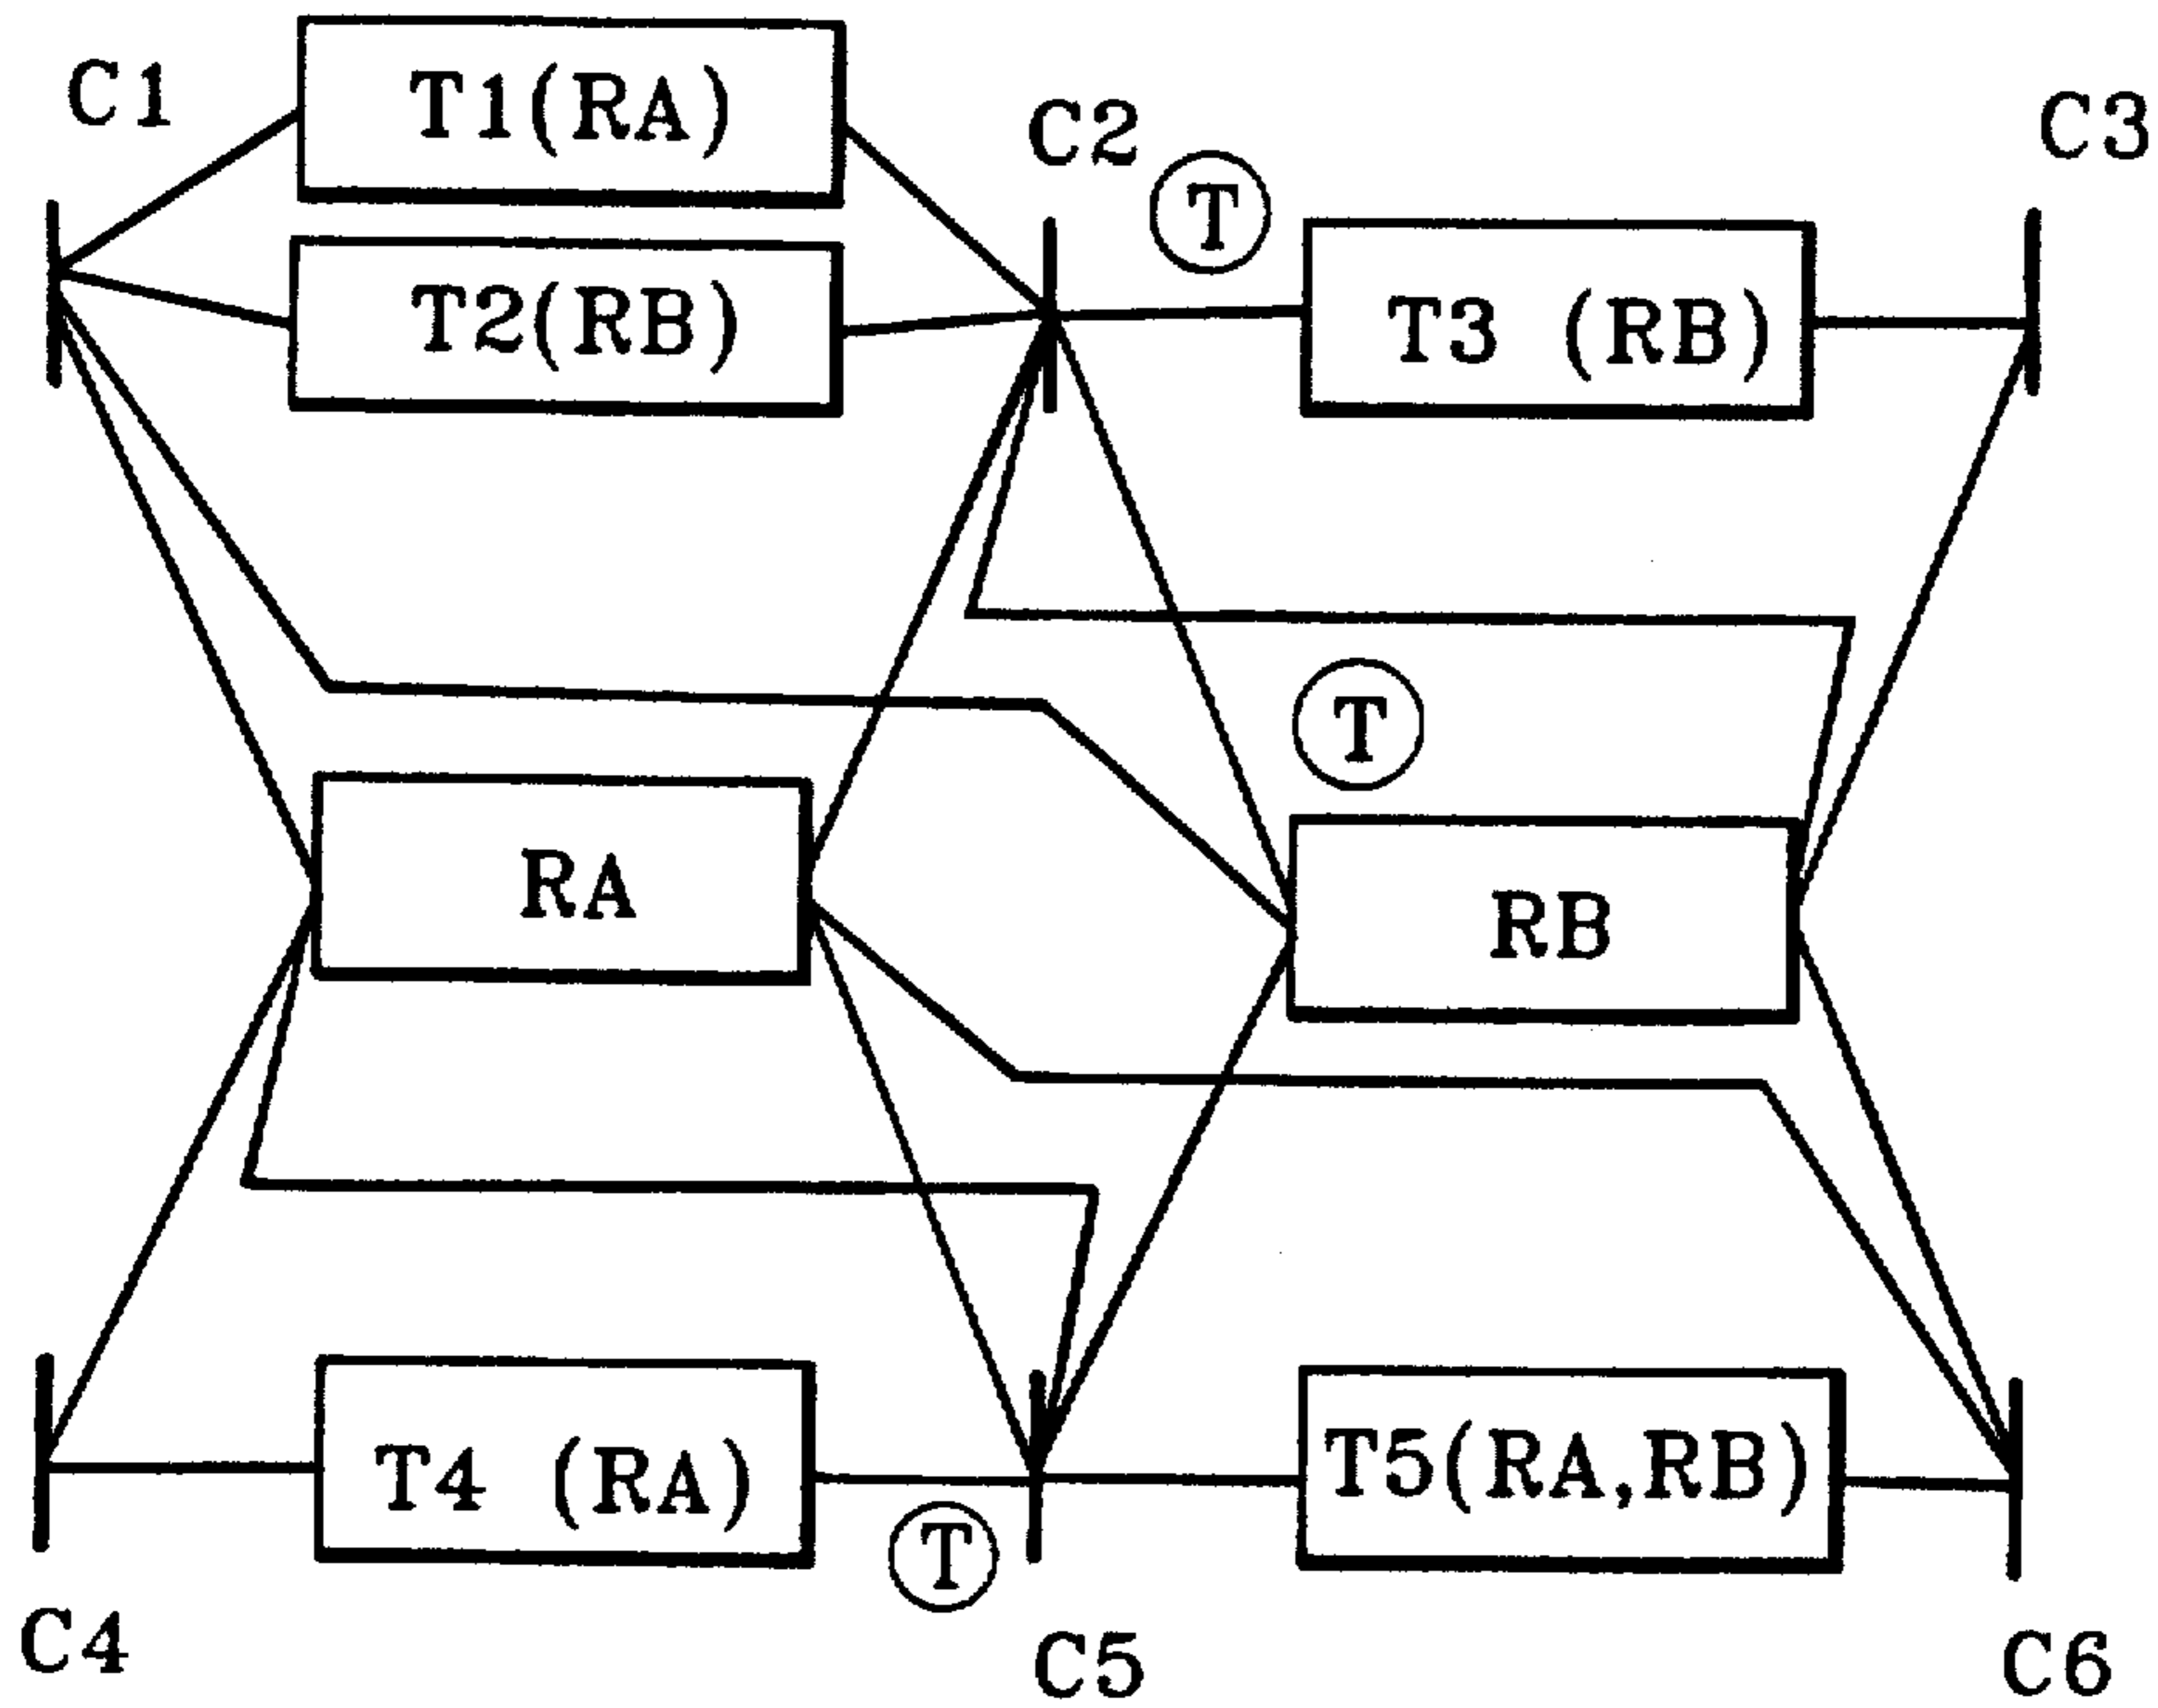 C1
T1(RA)
C2
C3
T
T2(RB)
T3 (RB)
T
RA
RB
T4 (RA)
T5(RA,RB)
T
C4
C5
C6